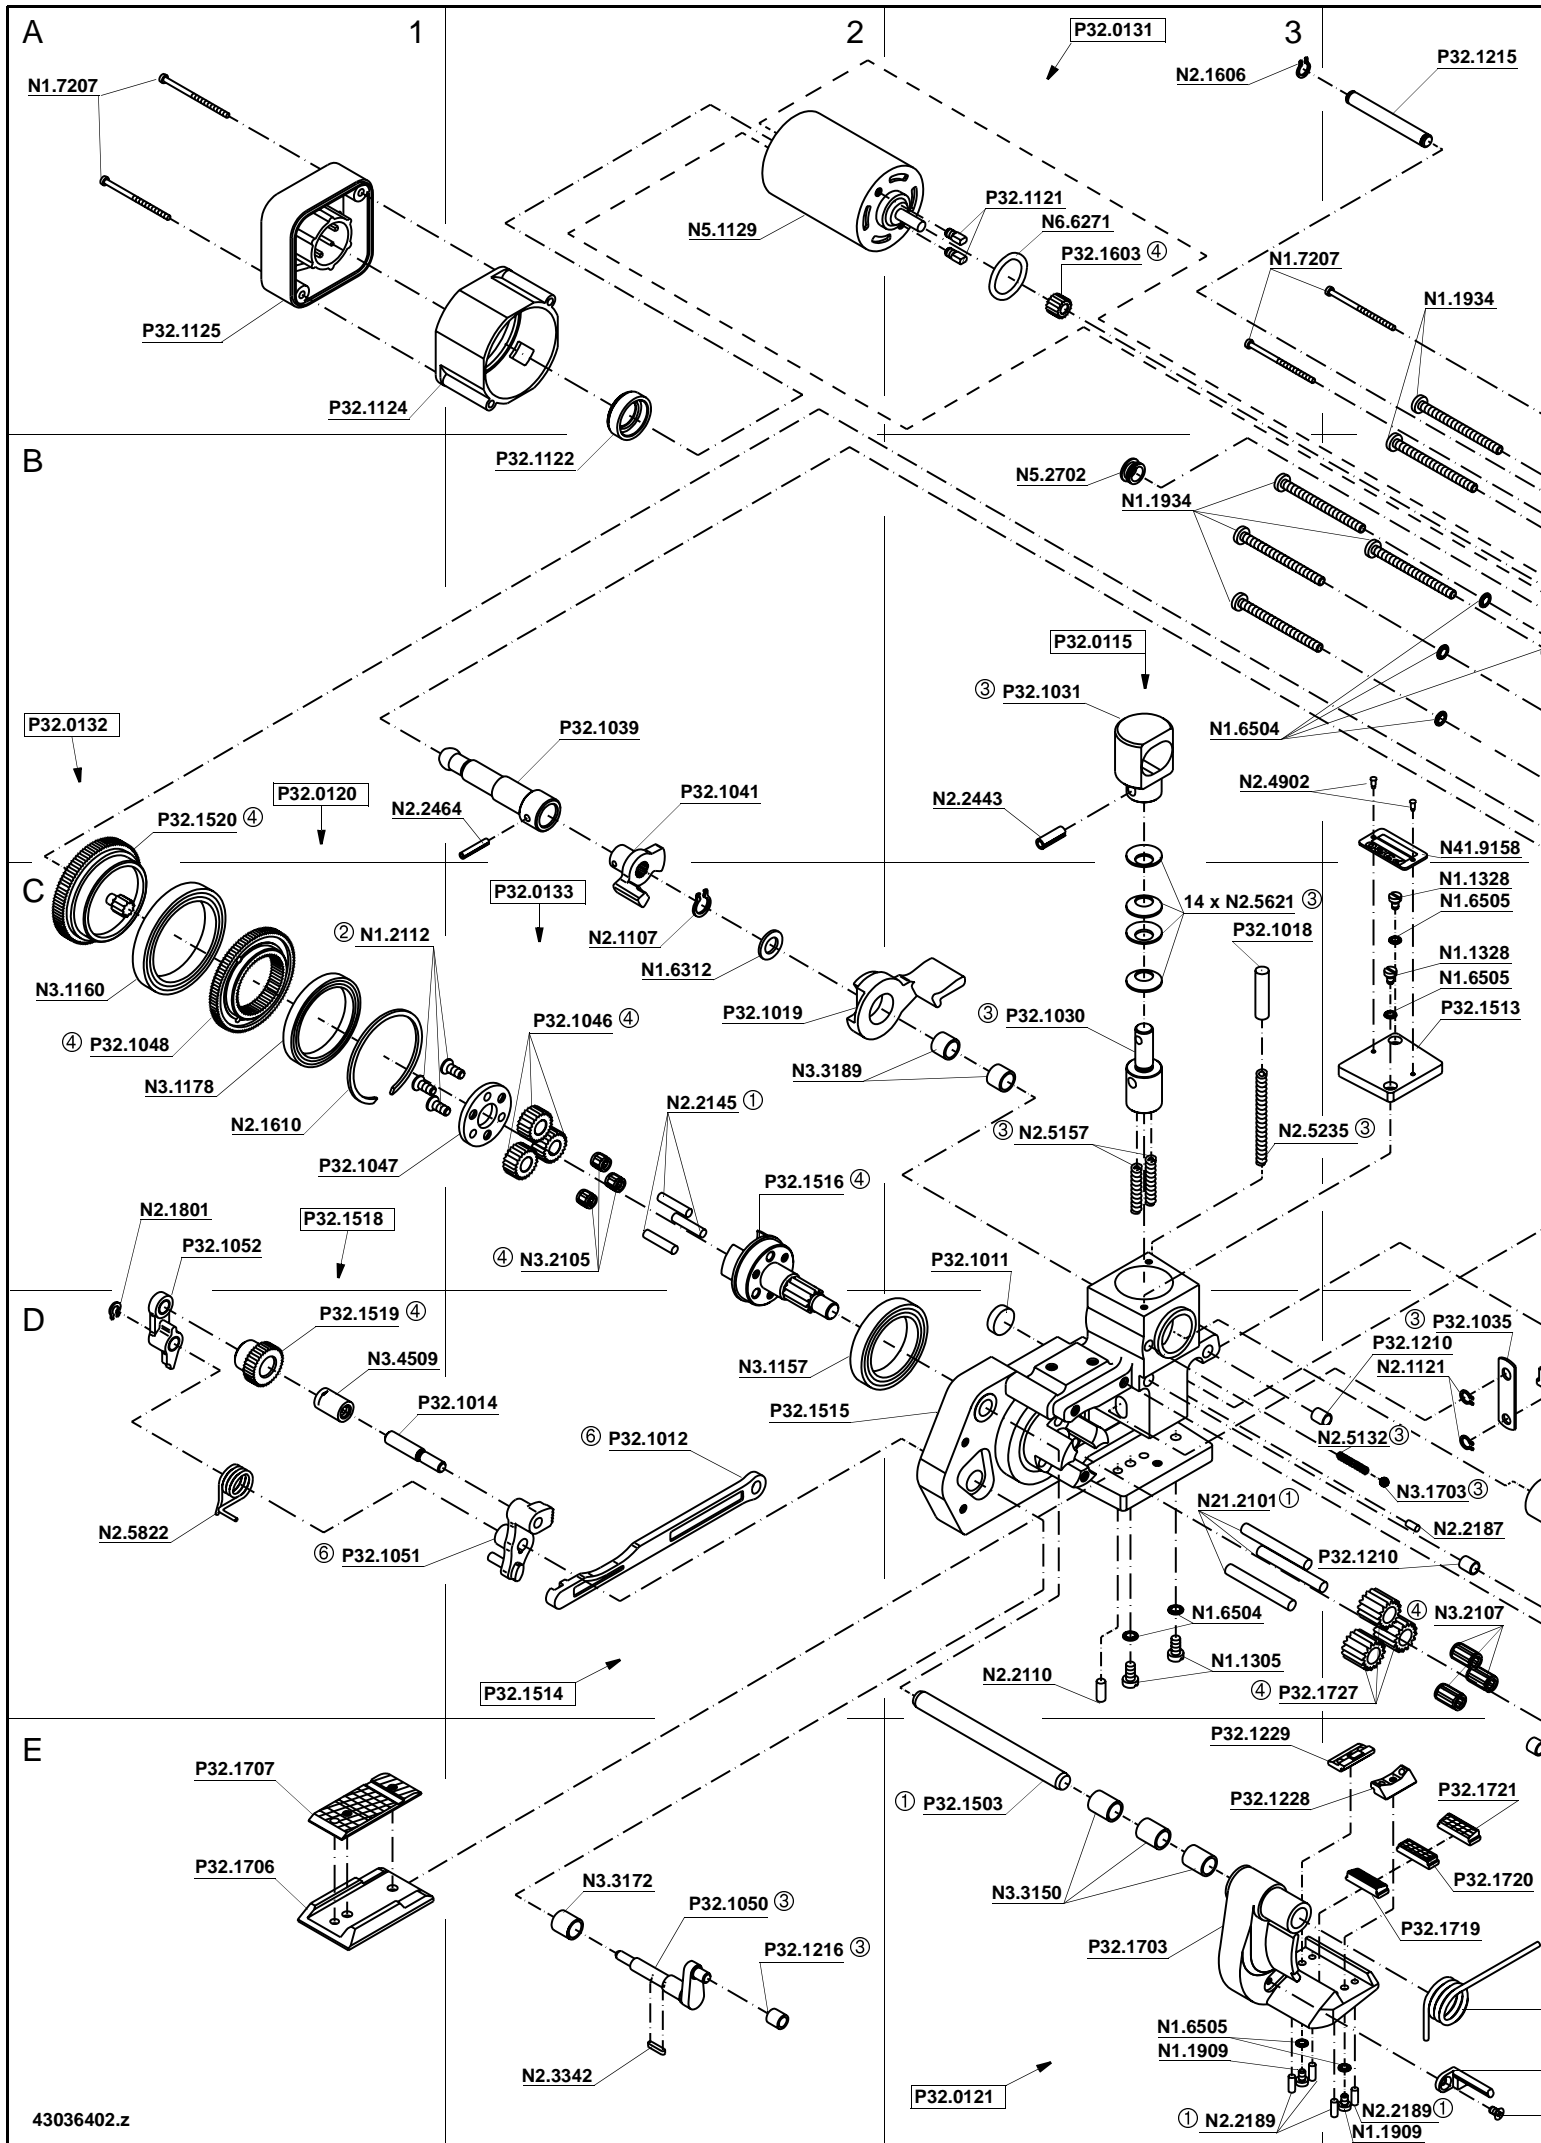 A
1
2
3
P32.0131
N2.1606
P32.1215
N1.7207
P32.1121
N6.6271
N5.1129
P32.1603 ④
N1.7207
N1.1934
P32.1125
P32.1124
P32.1122
B
N5.2702
N1.1934
P32.0115
③ P32.1031
P32.0132
P32.1039
N1.6504
P32.0120
P32.1041
N2.2464
N2.2443
N2.4902
P32.1520 ④
N41.9158
C
P32.0133
N1.1328
14 x N2.5621 ③
N1.6505
② N1.2112
N2.1107
P32.1018
N1.6312
N1.1328
N3.1160
N1.6505
P32.1019
③ P32.1030
P32.1513
P32.1046 ④
④ P32.1048
N3.3189
N3.1178
N2.2145 ①
N2.1610
③ N2.5157
N2.5235 ③
P32.1047
P32.1516 ④
N2.1801
P32.1518
P32.1052
④ N3.2105
P32.1011
D
P32.1519 ④
③ P32.1035
P32.1210
N3.4509
N3.1157
N2.1121
P32.1014
P32.1515
⑥ P32.1012
N2.5132 ③
N3.1703 ③
N21.2101 ①
N2.5822
N2.2187
⑥ P32.1051
P32.1210
N1.6504
④ N3.2107
N1.1305
N2.2110
④ P32.1727
P32.1514
E
P32.1229
P32.1707
P32.1228
P32.1721
① P32.1503
P32.1706
N3.3172
N3.3150
P32.1720
P32.1050 ③
P32.1719
P32.1216 ③
P32.1703
N1.6505
N1.1909
N2.3342
P32.0121
43036402.z
① N2.2189
N2.2189 ①
N1.1909